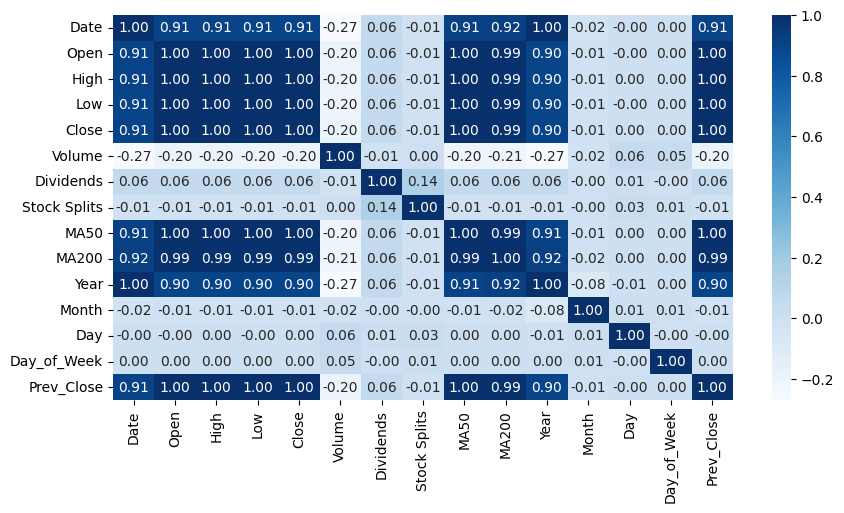 Date 1.00 0.91 0.91 0.91 0.91 -0.27 0.06 -0.01 0.91 0.92 1.00 -0.02 -0.00 0.00 0.91
Open 0.91 1.00 1.00 1.00 1.00 -0.20 0.06 -0.01 1.00 0.99 0.90 -0.01 -0.00 0.00 1.00
High 0.91 1.00 1.00 1.00 1.00 -0.20 0.06 -0.01 1.00 0.99 0.90 -0.01 0.00 0.00 1.00
Low 0.91 1.00 1.00 1.00 1.00 -0.20 0.06 -0.01 1.00 0.99 0.90 -0.01 -0.00 0.00 1.00
Close 0.91 1.00 1.00 1.00 1.00 -0.20 0.06 -0.01 1.00 0.99 0.90 -0.01 0.00 0.00 1.00
Volume -0.27 -0.20 -0.20 -0.20 -0.20 1.00 -0.01 0.00 -0.20 -0.21 -0.27 -0.02 0.06 0.05 -0.20
Dividends 0.06 0.06 0.06 0.06 0.06 -0.01 1.00 0.14 0.06 0.06 0.06 -0.00 0.01 -0.00 0.06
Stock Splits -0.01 -0.01 -0.01 -0.01 -0.01 0.00 0.14 1.00 -0.01 -0.01 -0.01 -0.00 0.03 0.01 -0.01
MA50 0.91 1.00 1.00 1.00 1.00 -0.20 0.06 -0.01 1.00 0.99 0.91 -0.01 0.00 0.00 1.00
MA200 0.92 0.99 0.99 0.99 0.99 -0.21 0.06 -0.01 0.99 1.00 0.92 -0.02 0.00 0.00 0.99
Year 1.00 0.90 0.90 0.90 0.90 -0.27 0.06 -0.01 0.91 0.92 1.00 -0.08 -0.01 0.00 0.90
Month -0.02 -0.01 -0.01 -0.01 -0.01 -0.02 -0.00 -0.00 -0.01 -0.02 -0.08 1.00 0.01 0.01 -0.01
Day -0.00 -0.00 0.00 -0.00 0.00 0.06 0.01 0.03 0.00 0.00 -0.01 0.01 1.00 -0.00 -0.00
Day_of_Week 0.00 0.00 0.00 0.00 0.00 0.05 -0.00 0.01 0.00 0.00 0.00 0.01 -0.00 1.00 0.00
Prev_Close 0.91 1.00 1.00 1.00 1.00 -0.20 0.06 -0.01 1.00 0.99 0.90 -0.01 -0.00 0.00 1.00
Date
Open
High
Low
Close
Volume
Dividends
Stock Splits
MA50
MA200
Year
Month
Day
Day_of_Week
Prev_Close
1.0
0.8
0.6
0.4
0.2
0.0
−0.2